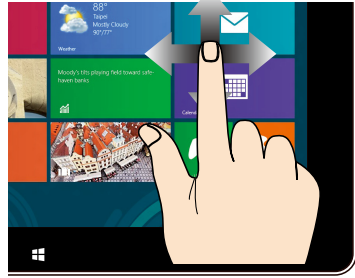 88°
Taipei
Mostly Cloudy
90°/77°
Weather
Moody's tilts playing field toward safe-
haven banks
Calend